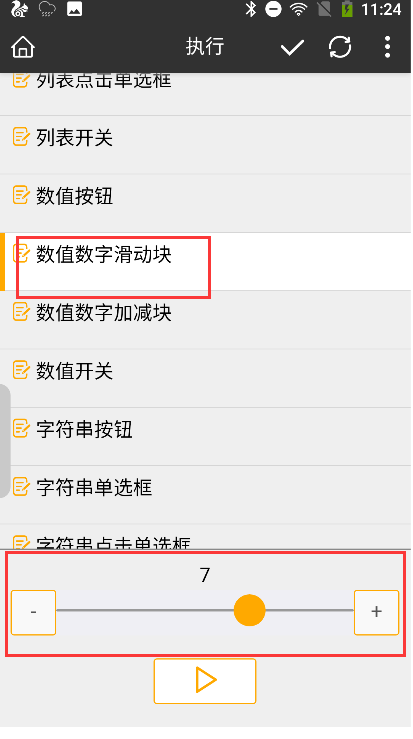 11:24
执行
列表点击单选框
列表开关
数值按钮
数值数字滑动块
数值数字加减块
数值开关
字符串按钮
字符串单选框
字符串点击单选框
7
- +